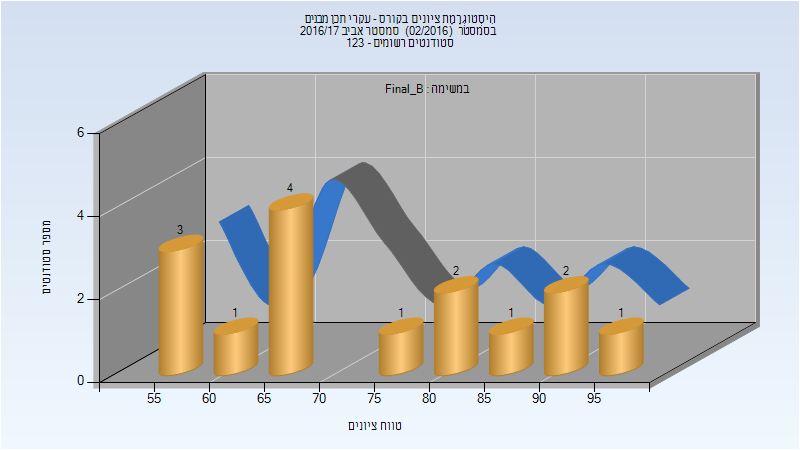 היסטוגרמת ציונים בקורס - עקרי תכן מבנים
בסמסטר (02/2016) סמסטר אביב 2016/17
סטודנטים רשומים - 123
במשימה : Final_B
מספר סטודנטים
6
4
2
0
3
1
4
1
2
1
2
1
55 60 65 70 75 80 85 90 95
טווח ציונים